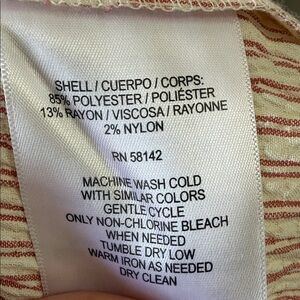 SHELL / CUERPO / CORPS:
85% POLYESTER / POLIÉSTER
13% RAYON / VISCOSA / RAYONNE
2% NYLON
RN 58142
MACHINE WASH COLD
WITH SIMILAR COLORS
GENTLE CYCLE
ONLY NON-CHLORINE BLEACH
WHEN NEEDED
TUMBLE DRY LOW
WARM IRON AS NEEDED
DRY CLEAN